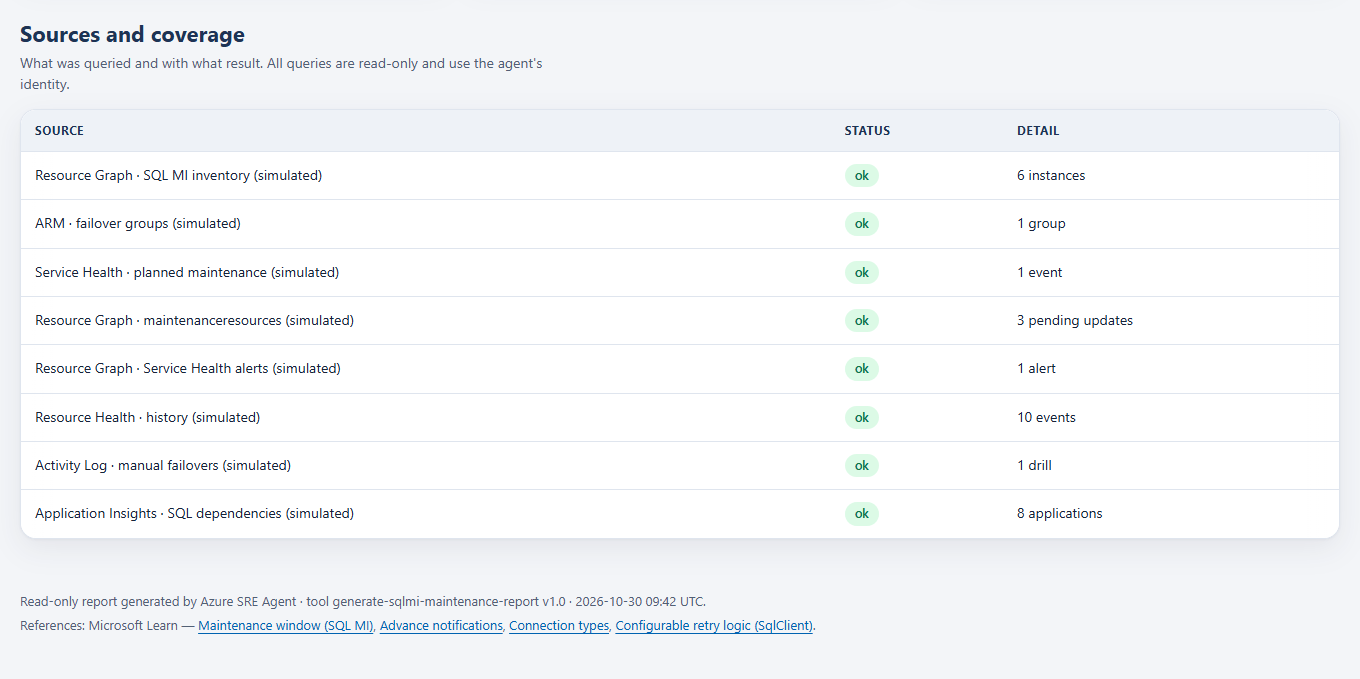 Sources and coverage
What was queried and with what result. All queries are read-only and use the agent's
identity.
SOURCE STATUS DETAIL
Resource Graph · SQL MI inventory (simulated) ok 6 instances
ARM · failover groups (simulated) ok 1 group
Service Health · planned maintenance (simulated) ok 1 event
Resource Graph · maintenanceresources (simulated) ok 3 pending updates
Resource Graph · Service Health alerts (simulated) ok 1 alert
Resource Health · history (simulated) ok 10 events
Activity Log · manual failovers (simulated) ok 1 drill
Application Insights · SQL dependencies (simulated) ok 8 applications
Read-only report generated by Azure SRE Agent · tool generate-sqlmi-maintenance-report v1.0 · 2026-10-30 09:42 UTC.
References: Microsoft Learn — Maintenance window (SQL MI), Advance notifications, Connection types, Configurable retry logic (SqlClient).